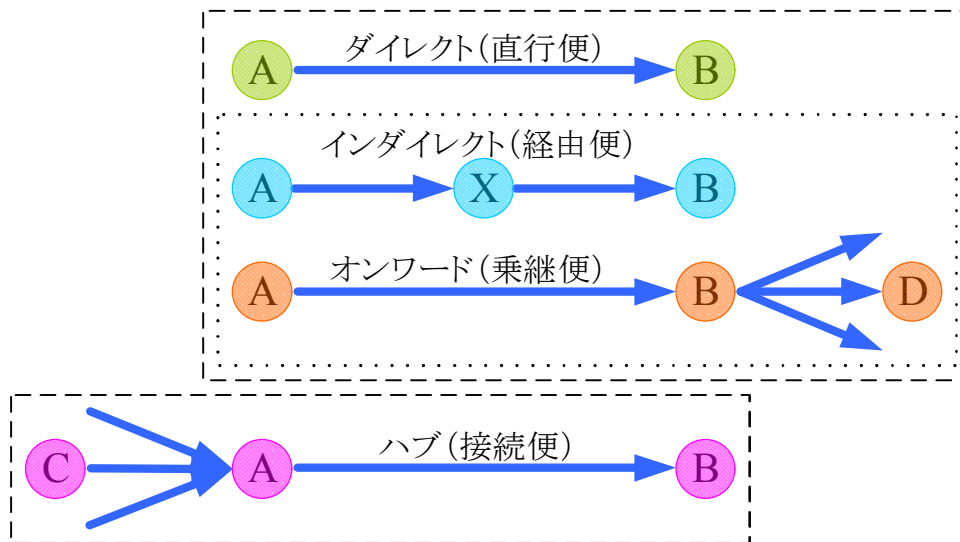 ダイレクト(直行便)
A B
インダイレクト(経由便)
A X B
オンワード(乗継便)
A B D
ハブ(接続便)
C A B